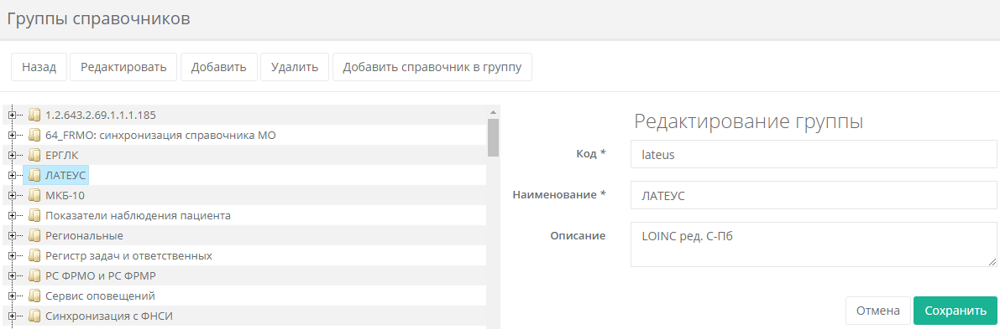 Группы справочников
Назад Редактировать Добавить Удалить Добавить справочник в группу
1.2.643.2.69.1.1.1.185
64_FRMO: синхронизация справочника МО
ЕРГЛК
ЛАТЕУС
МКБ-10
Показатели наблюдения пациента
Региональные
Регистр задач и ответственных
РС ФРМО и РС ФРМР
Сервис оповещений
Синхронизация с ФНСИ
Редактирование группы
Код * lateus
Наименование * ЛАТЕУС
Описание LOINC ред. С-Пб
Отмена Сохранить